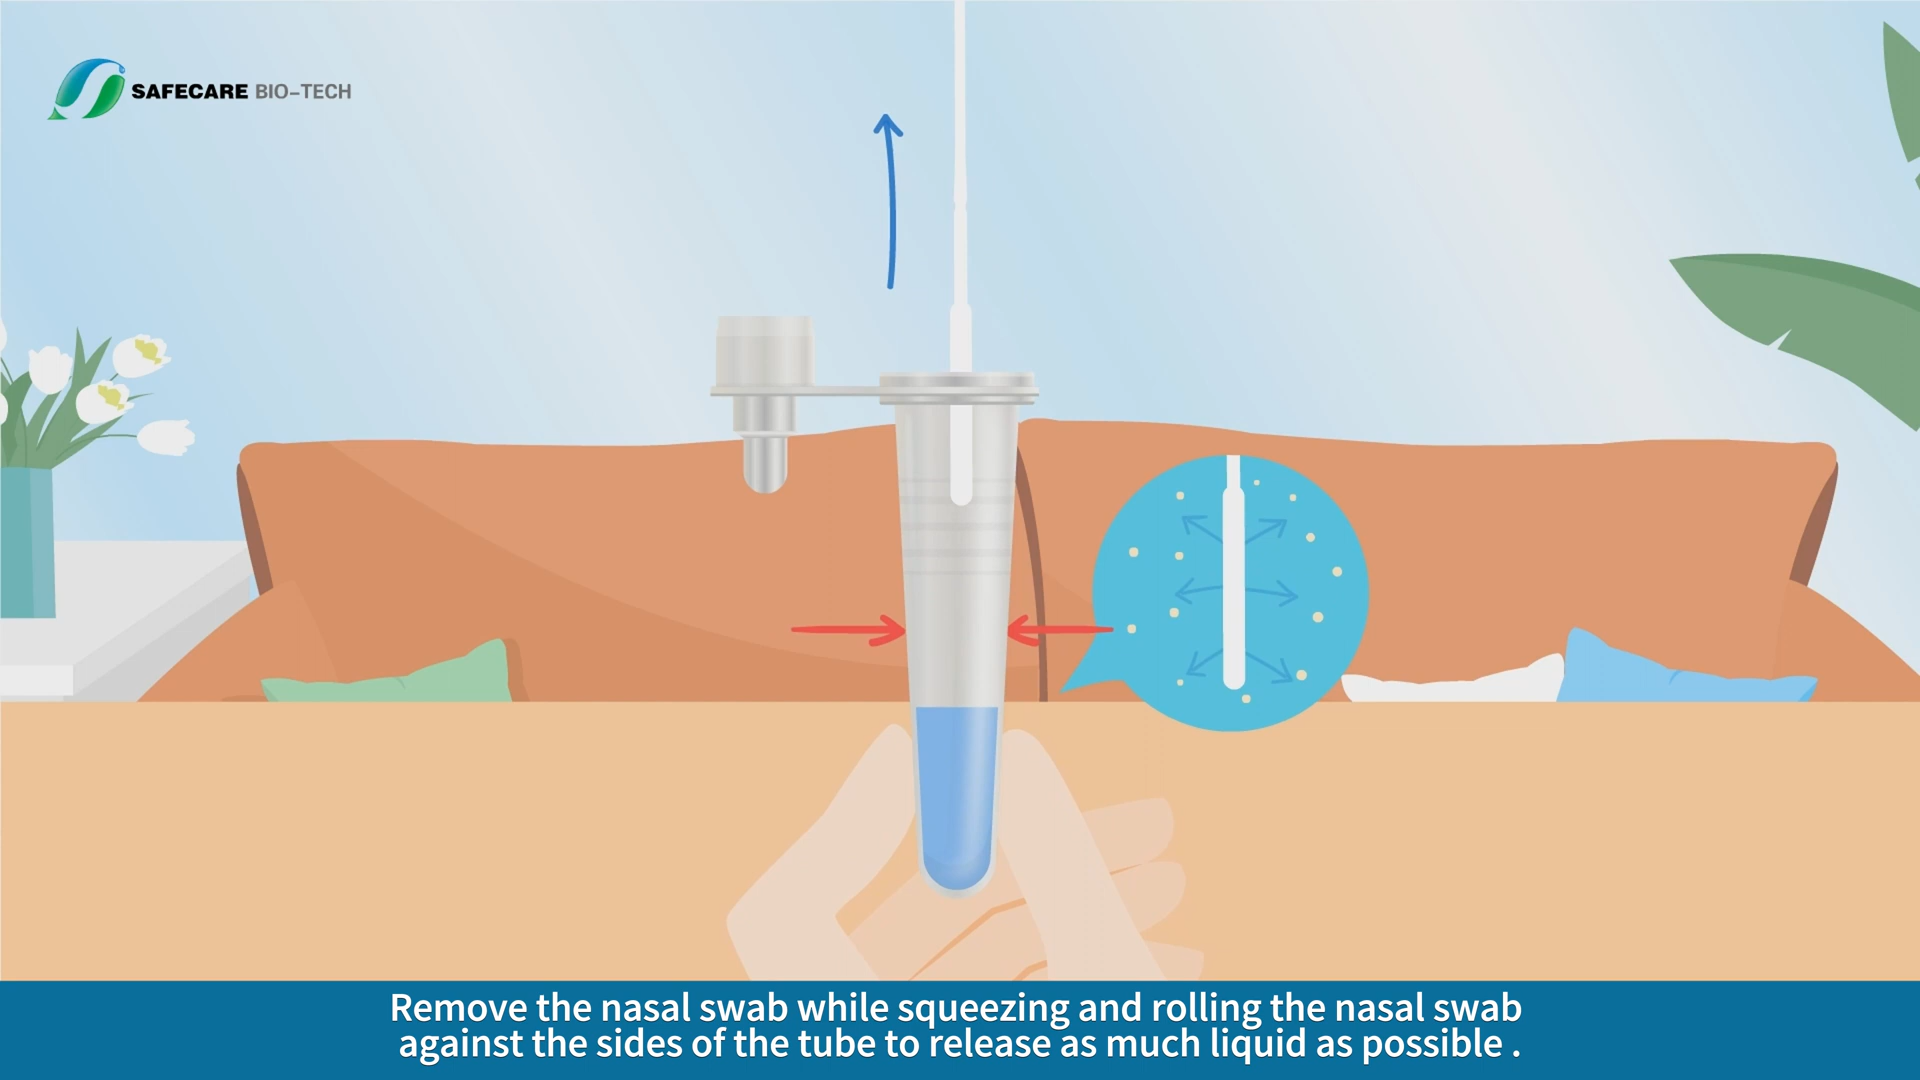 SAFECARE BIO-TECH
Remove the nasal swab while squeezing and rolling the nasal swab
against the sides of the tube to release as much liquid as possible .